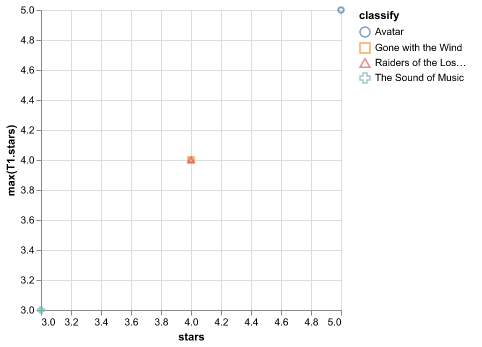 5.0
4.8
4.6
4.4
4.2
4.0
3.8
3.6
3.4
3.2
3.0
max(T1.stars)
3.0 3.2 3.4 3.6 3.8 4.0 4.2 4.4 4.6 4.8 5.0
stars
classify
Avatar
Gone with the Wind
Raiders of the Los…
The Sound of Music